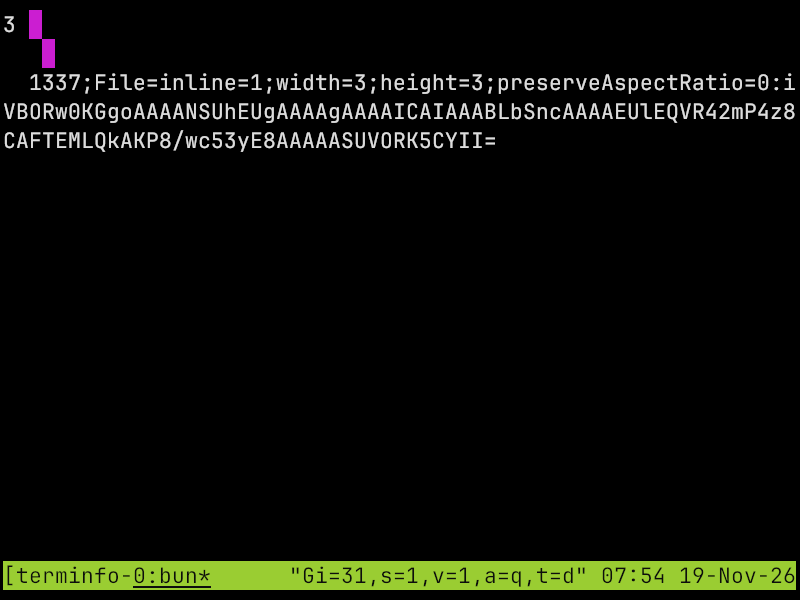 3
1337;File=inline=1;width=3;height=3;preserveAspectRatio=0:i
VBORw0KGgoAAAANSUhEUgAAAAgAAAAICAIAAABLbSncAAAAEUlEQVR42mP4z8
CAFTEMLQkAKP8/wc53yE8AAAAASUVORK5CYII=
[terminfo-0:bun* "Gi=31,s=1,v=1,a=q,t=d" 07:54 19-Nov-26